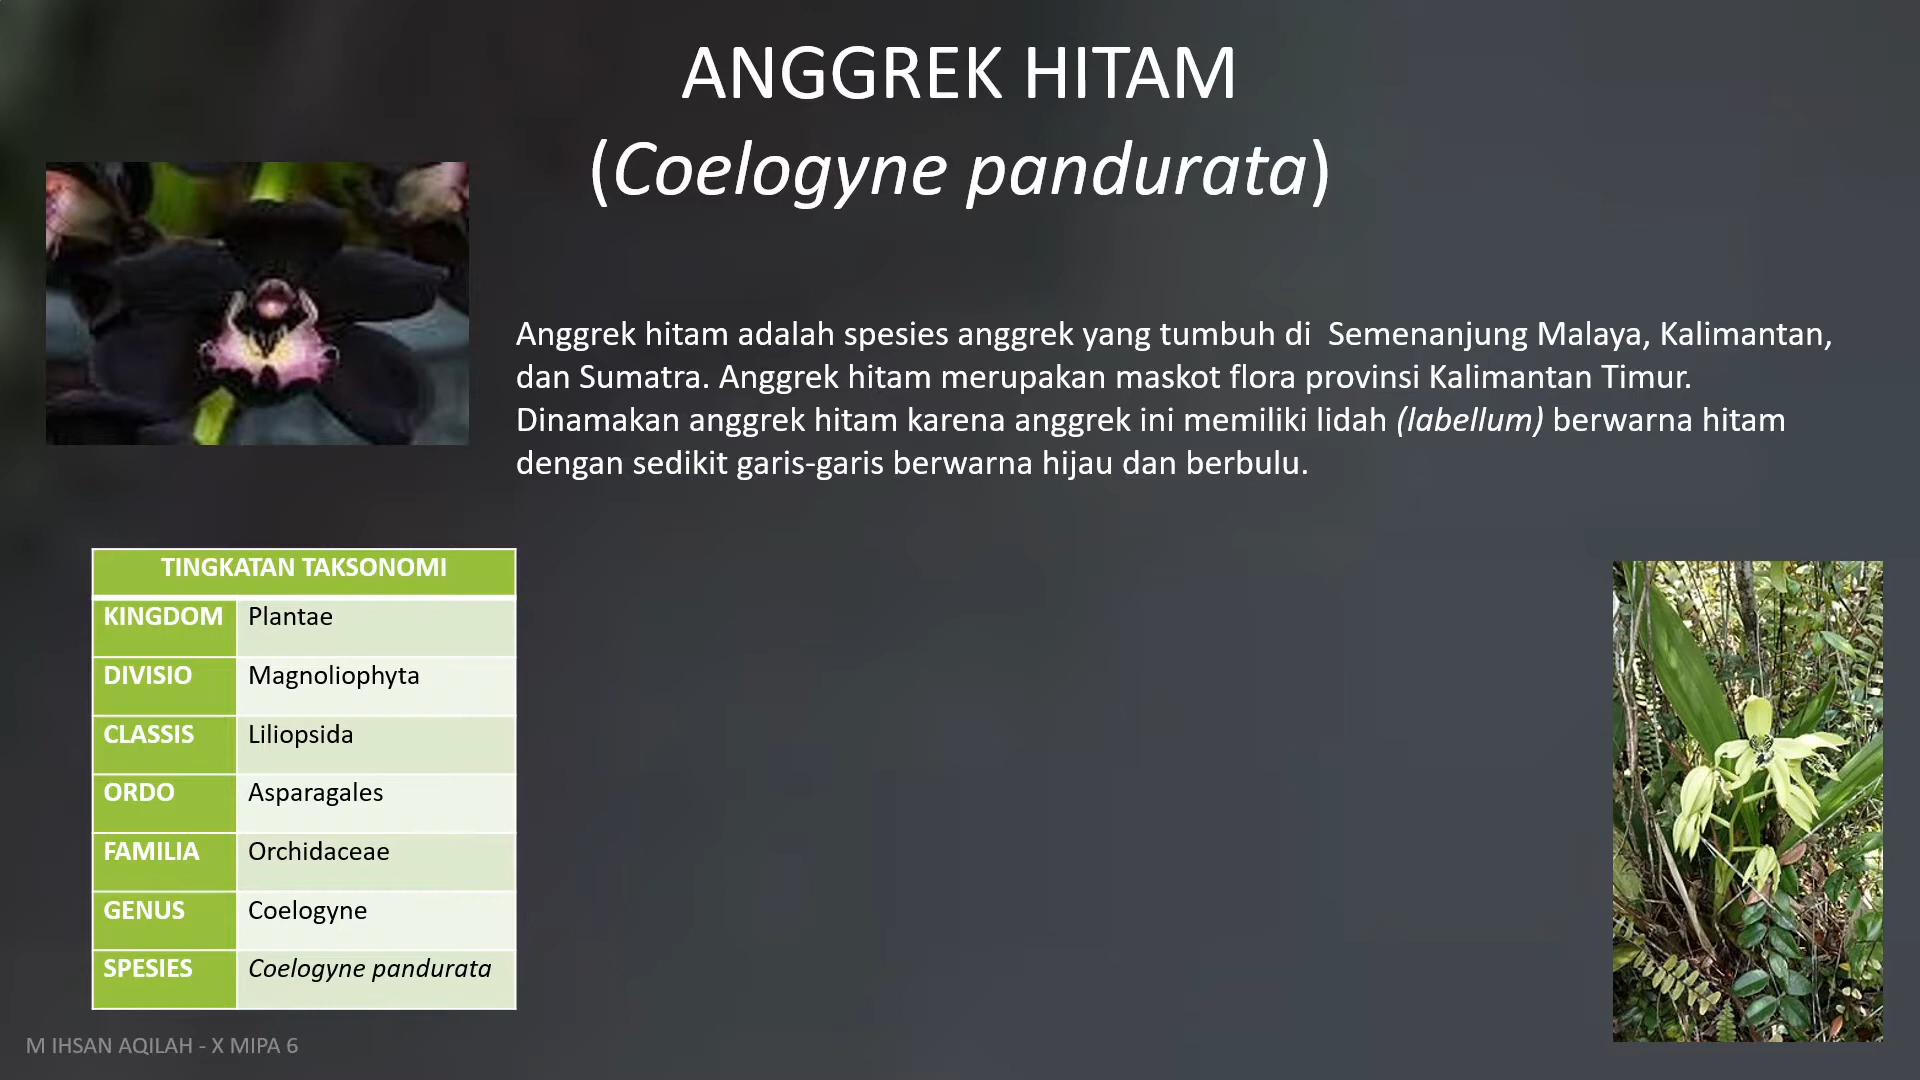 ANGGREK HITAM
(Coelogyne pandurata)
Anggrek hitam adalah spesies anggrek yang tumbuh di  Semenanjung Malaya, Kalimantan,
dan Sumatra. Anggrek hitam merupakan maskot flora provinsi Kalimantan Timur.
Dinamakan anggrek hitam karena anggrek ini memiliki lidah (labellum) berwarna hitam
dengan sedikit garis-garis berwarna hijau dan berbulu.
TINGKATAN TAKSONOMI
KINGDOM Plantae
DIVISIO Magnoliophyta
CLASSIS Liliopsida
ORDO Asparagales
FAMILIA Orchidaceae
GENUS Coelogyne
SPESIES Coelogyne pandurata
M IHSAN AQILAH - X MIPA 6